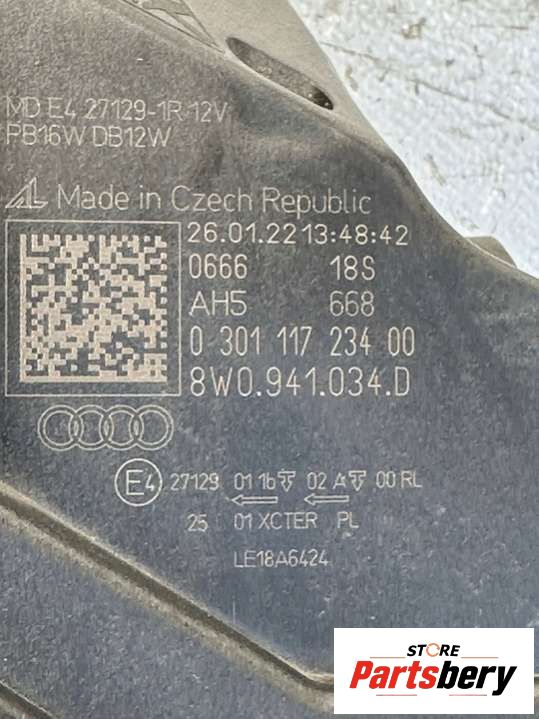 MD E4 27129-1R 12V
PB16W DB12W
AL Made in Czech Republic
26.01.22 13:48:42
0666 18S
AH5 668
0 301 117 234 00
8W0.941.034.D
E4 27129 01 1b 02 A 00 RL
25 01 XCTER PL
LE18A6424
STORE
Partsbery